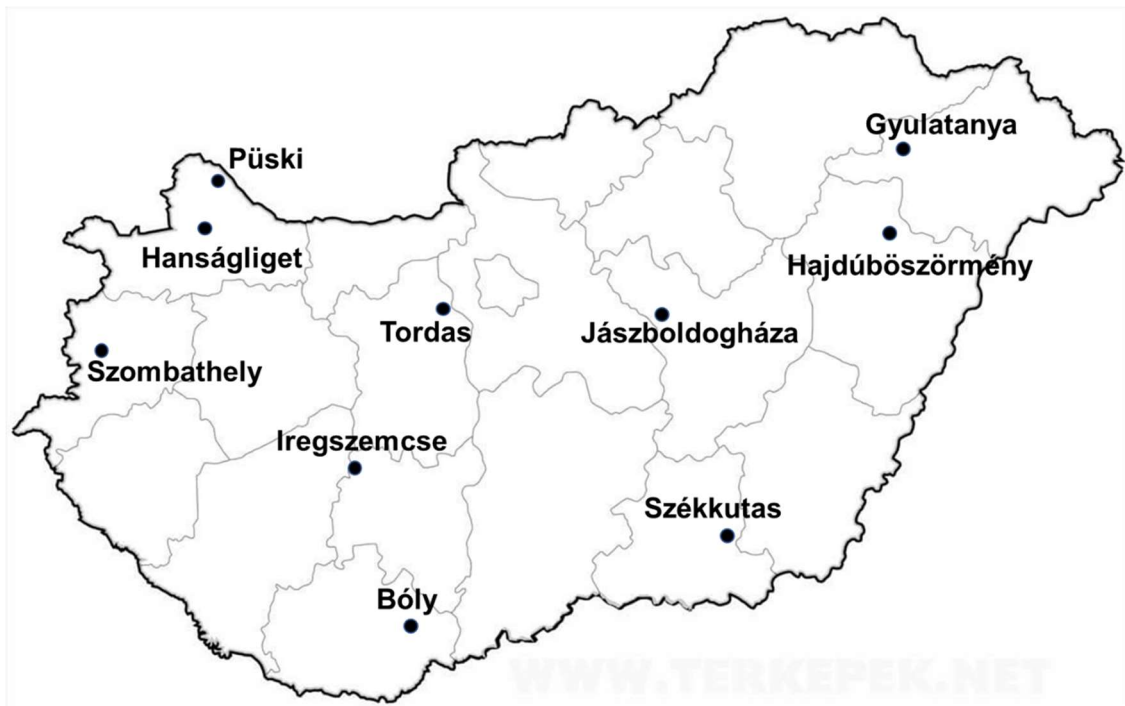 Gyulatanya
Püski
Hanságliget
Hajdúböszörmény
Tordas
Jászboldogháza
Szombathely
Iregszemcse
Székkutas
Bóly
WWW.TERKEPEK.NET